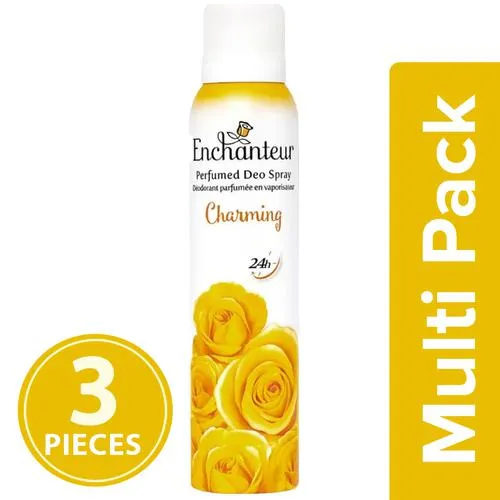 Enchanteur
Perfumed Deo Spray
Déodorant parfumée en vaporisateur
Charming
24h
3
PIECES
Multi Pack